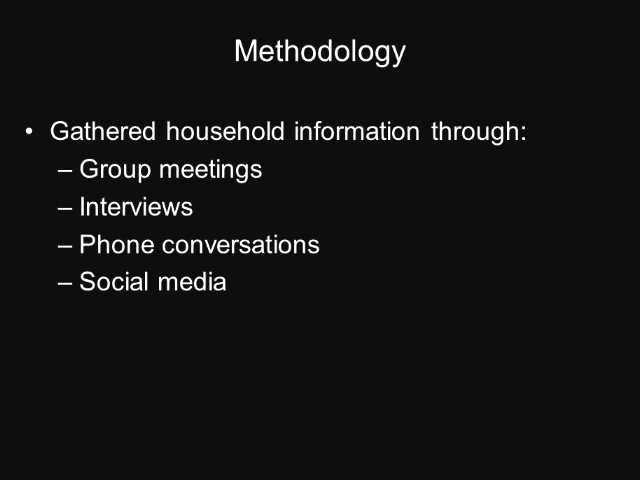 Methodology
• Gathered household information through:
– Group meetings
– Interviews
– Phone conversations
– Social media